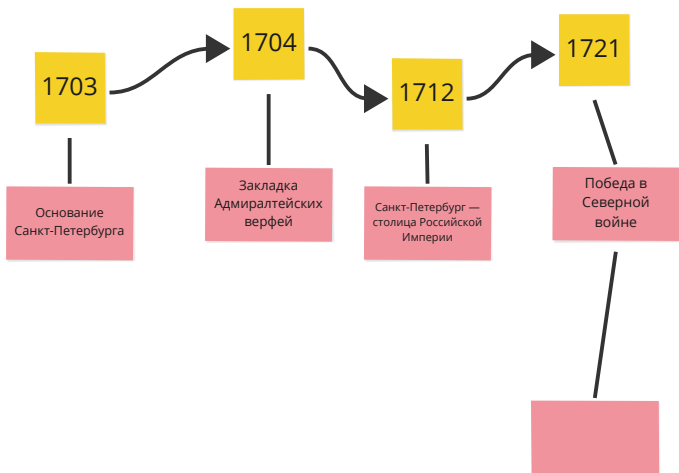 1703
1704
1712
1721
Основание
Санкт-Петербурга
Закладка
Адмиралтейских
верфей
Санкт-Петербург —
столица Российской
Империи
Победа в
Северной
войне